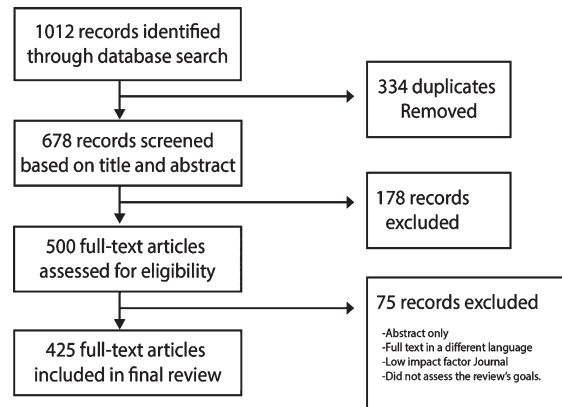 1012 records identified
through database search
334 duplicates
Removed
678 records screened
based on title and abstract
178 records
excluded
500 full-text articles
assessed for eligibility
75 records excluded
-Abstract only
-Full text in a different language
-Low impact factor Journal
-Did not assess the review's goals.
425 full-text articles
included in final review